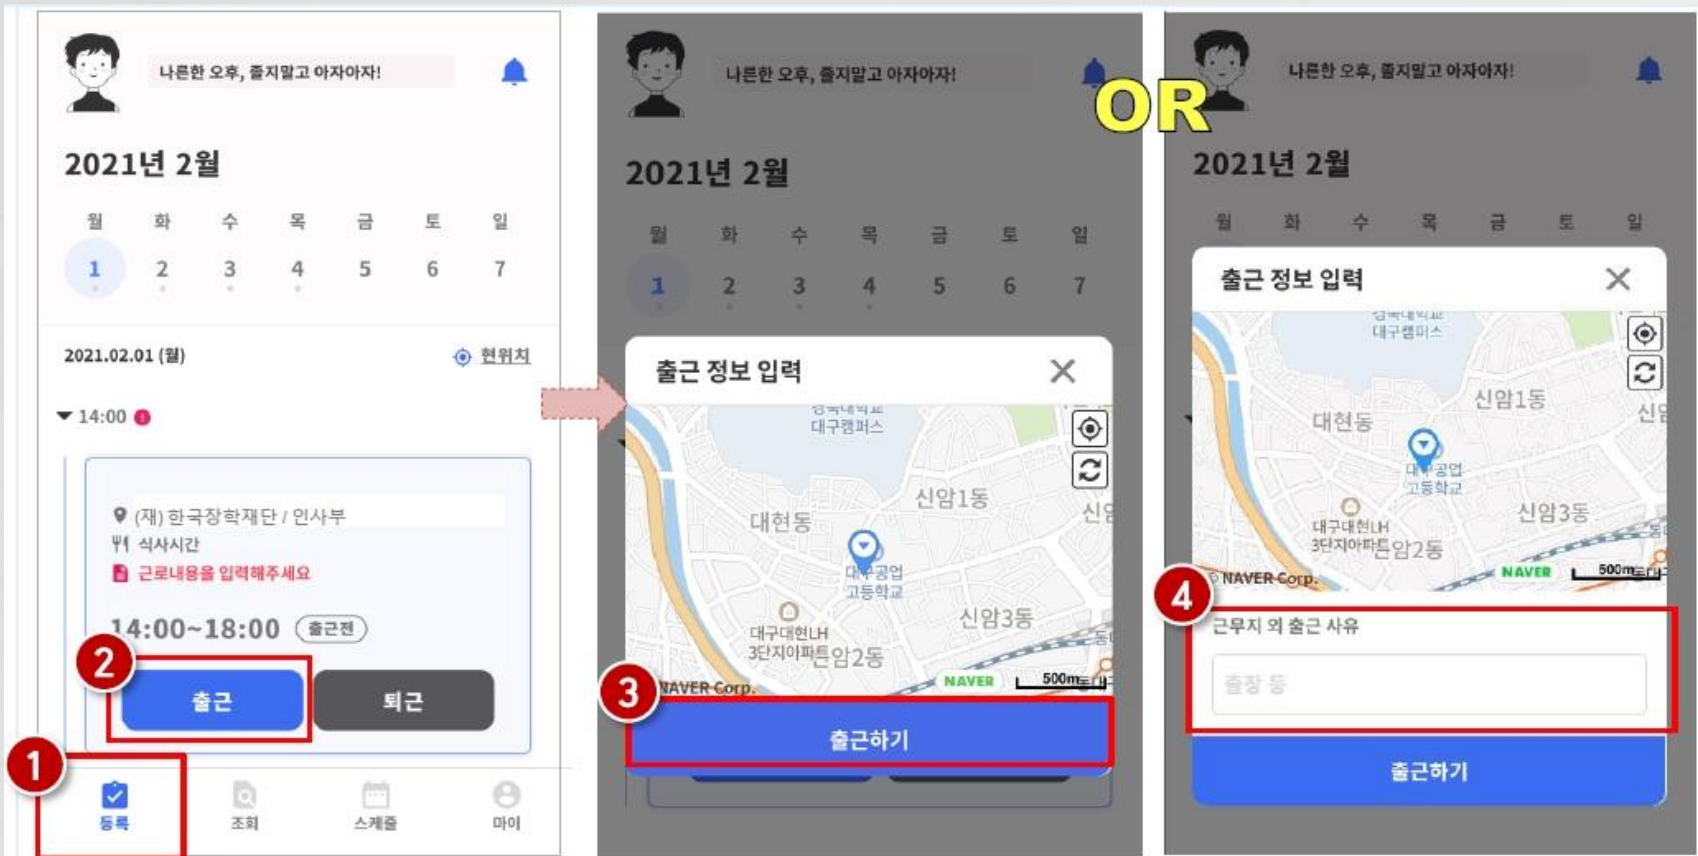 나른한 오후, 졸지말고 아자아자!
2021년 2월
월 화 수 목 금 토 일
1 2 3 4 5 6 7
2021.02.01 (월)
현위치
14:00
(재) 한국장학재단 / 인사부
식사시간
근로내용을 입력해주세요
14:00~18:00 출근전
2
출근 퇴근
1
등록 조회 스케줄 마이
나른한 오후, 졸지말고 아자아자!
2021년 2월
월 화 수 목 금 토 일
1 2 3 4 5 6 7
출근 정보 입력
경북대학교
대구캠퍼스
신암1동
대현동
대구공업
고등학교
대구대현LH
3단지아파트
신암3동
신암2동
NAVER Corp.
NAVER
500m
3
출근하기
OR
나른한 오후, 졸지말고 아자아자!
2021년 2월
월 화 수 목 금 토 일
출근 정보 입력
경북대학교
대구캠퍼스
신암1동
대현동
대구공업
고등학교
대구대현LH
3단지아파트
신암3동
신암2동
© NAVER Corp.
NAVER
500m
4
근무지 외 출근 사유
출장 등
출근하기